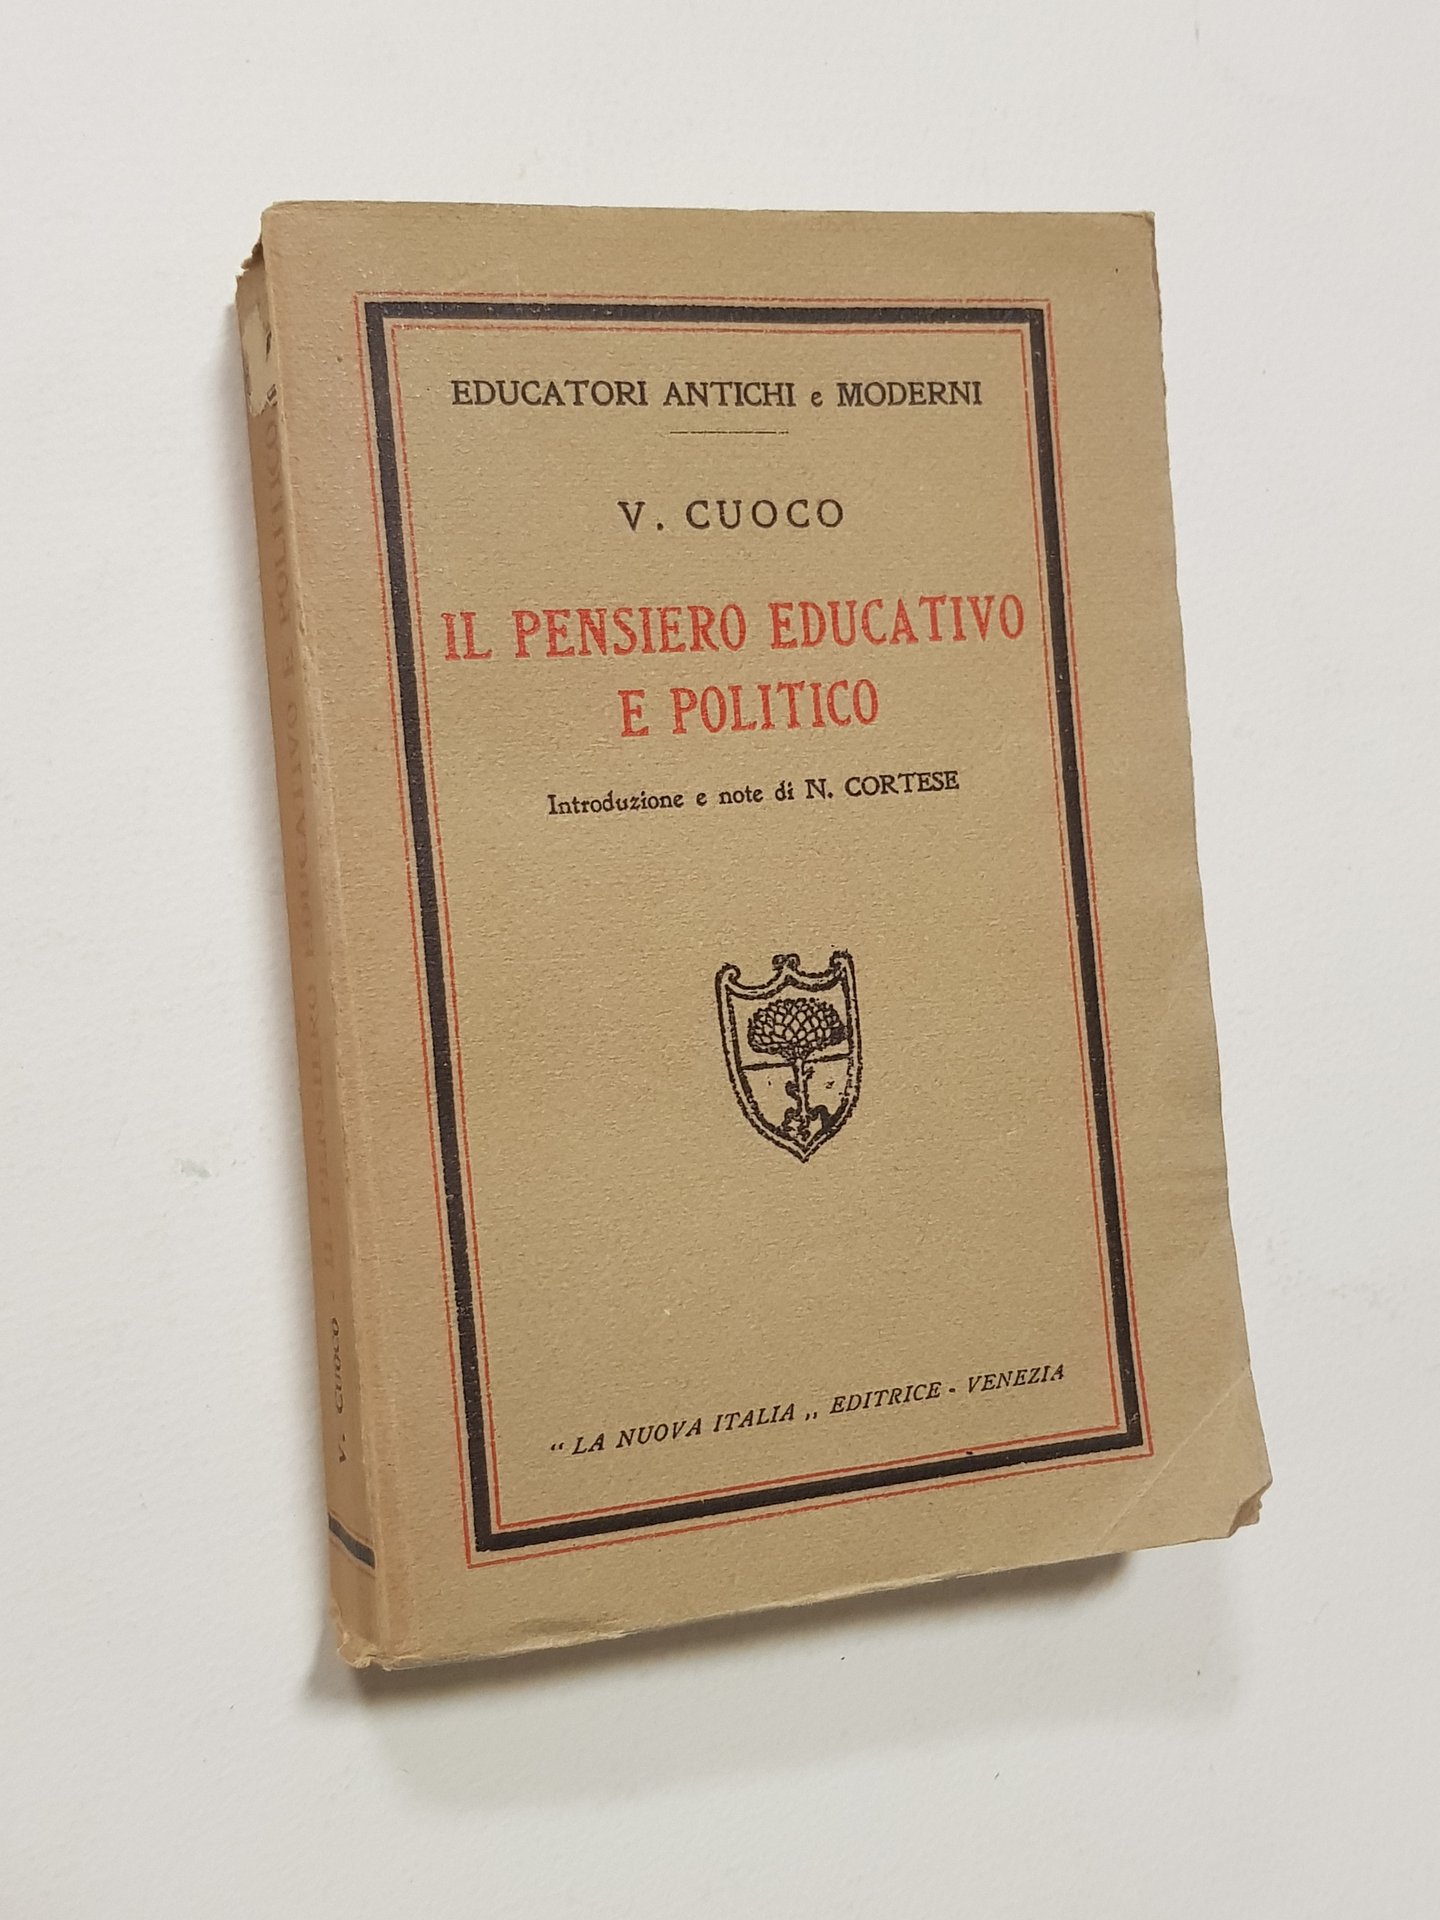 EDUCATORI ANTICHI e MODERNI
V. CUOCO
IL PENSIERO EDUCATIVO
E POLITICO
Introduzione e note di N. CORTESE
“ LA NUOVA ITALIA „ EDITRICE - VENEZIA
V. CUOCO - IL PENSIERO EDUCATIVO E POLITICO